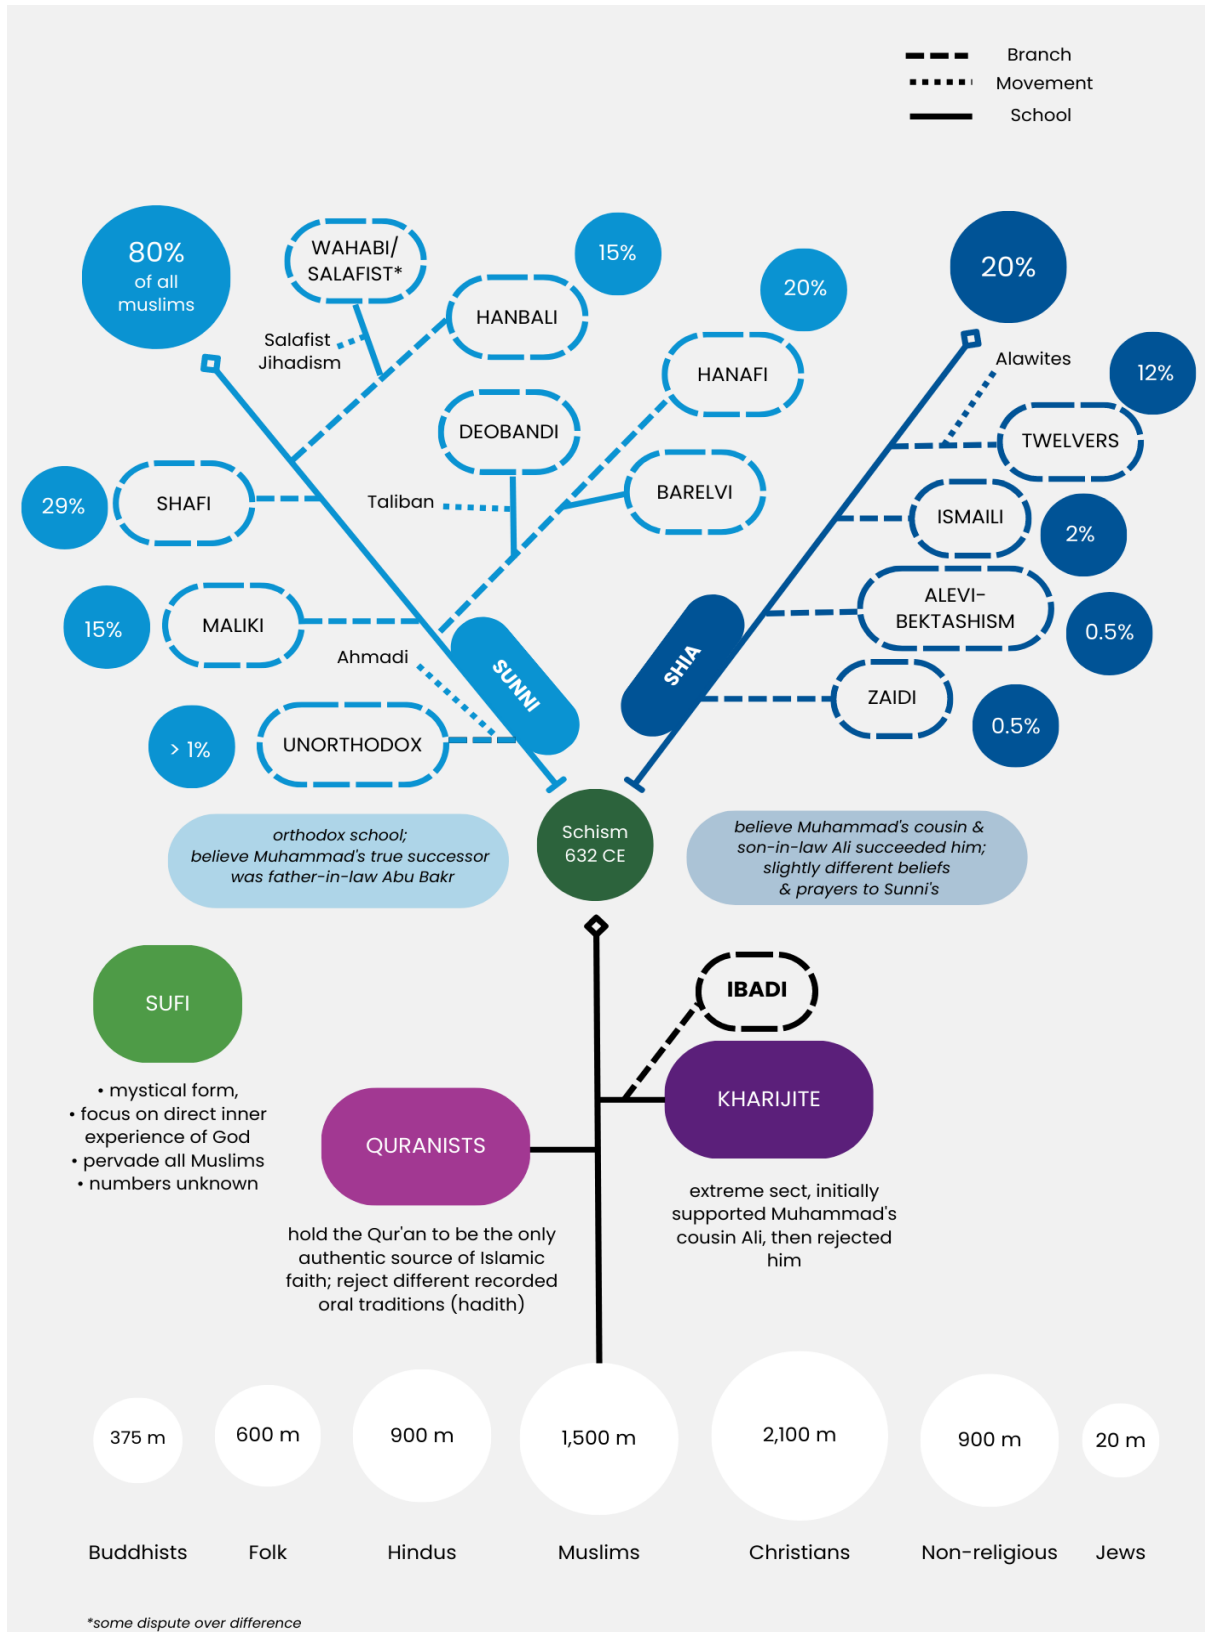 Branch
Movement
School
80%
of all
muslims
WAHABI/
SALAFIST*
Salafist
Jihadism
HANBALI
15%
20%
HANAFI
DEOBANDI
Taliban
BARELVI
29%
SHAFI
15%
MALIKI
Ahmadi
> 1%
UNORTHODOX
SUNNI
20%
Alawites
12%
TWELVERS
ISMAILI
2%
ALEVI-
BEKTASHISM
0.5%
ZAIDI
0.5%
SHIA
orthodox school;
believe Muhammad's true successor
was father-in-law Abu Bakr
Schism
632 CE
believe Muhammad's cousin &
son-in-law Ali succeeded him;
slightly different beliefs
& prayers to Sunni's
SUFI
• mystical form,
• focus on direct inner
experience of God
• pervade all Muslims
• numbers unknown
IBADI
KHARIJITE
extreme sect, initially
supported Muhammad's
cousin Ali, then rejected
him
QURANISTS
hold the Qur'an to be the only
authentic source of Islamic
faith; reject different recorded
oral traditions (hadith)
375 m
600 m
900 m
1,500 m
2,100 m
900 m
20 m
Buddhists
Folk
Hindus
Muslims
Christians
Non-religious
Jews
*some dispute over difference